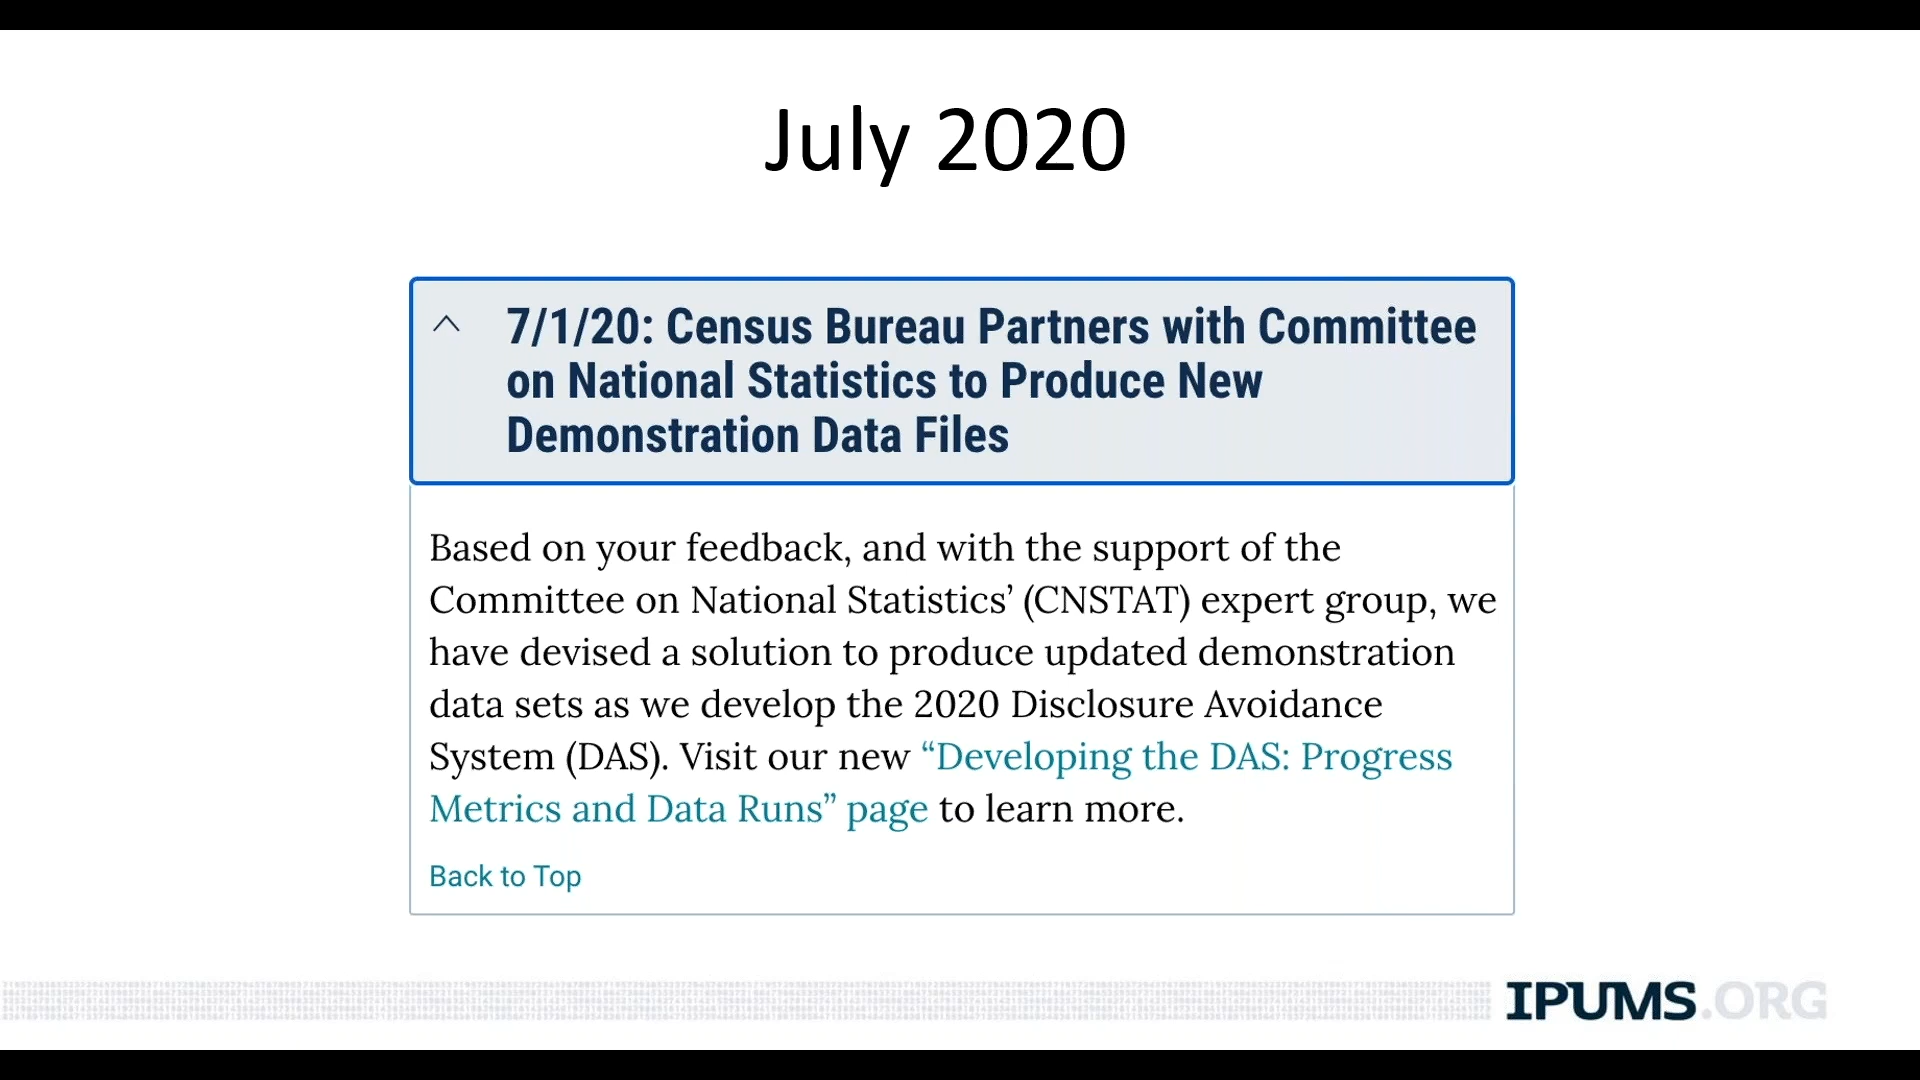 July 2020
7/1/20: Census Bureau Partners with Committee
on National Statistics to Produce New
Demonstration Data Files
Based on your feedback, and with the support of the
Committee on National Statistics’ (CNSTAT) expert group, we
have devised a solution to produce updated demonstration
data sets as we develop the 2020 Disclosure Avoidance
System (DAS). Visit our new “Developing the DAS: Progress
Metrics and Data Runs” page to learn more.
Back to Top
IPUMS.ORG